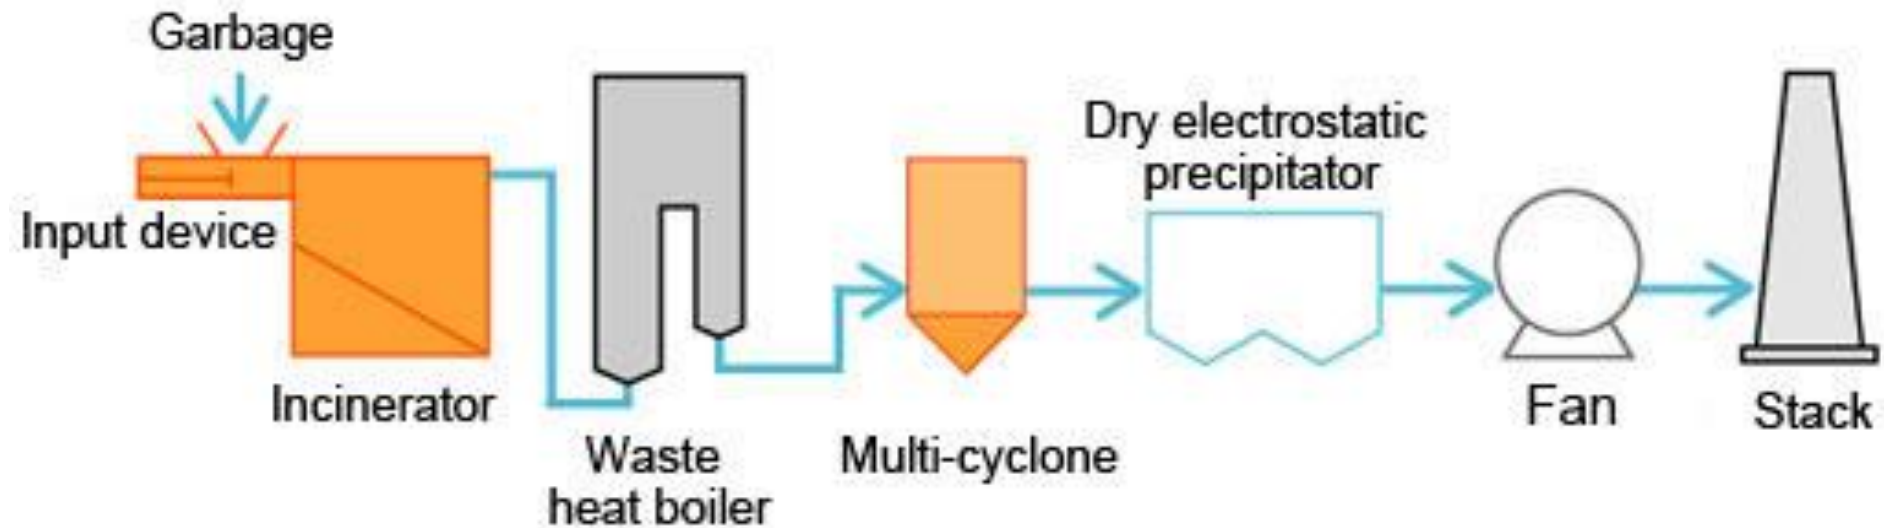 Garbage
Input device
Incinerator
Waste
heat boiler
Multi-cyclone
Dry electrostatic
precipitator
Fan
Stack